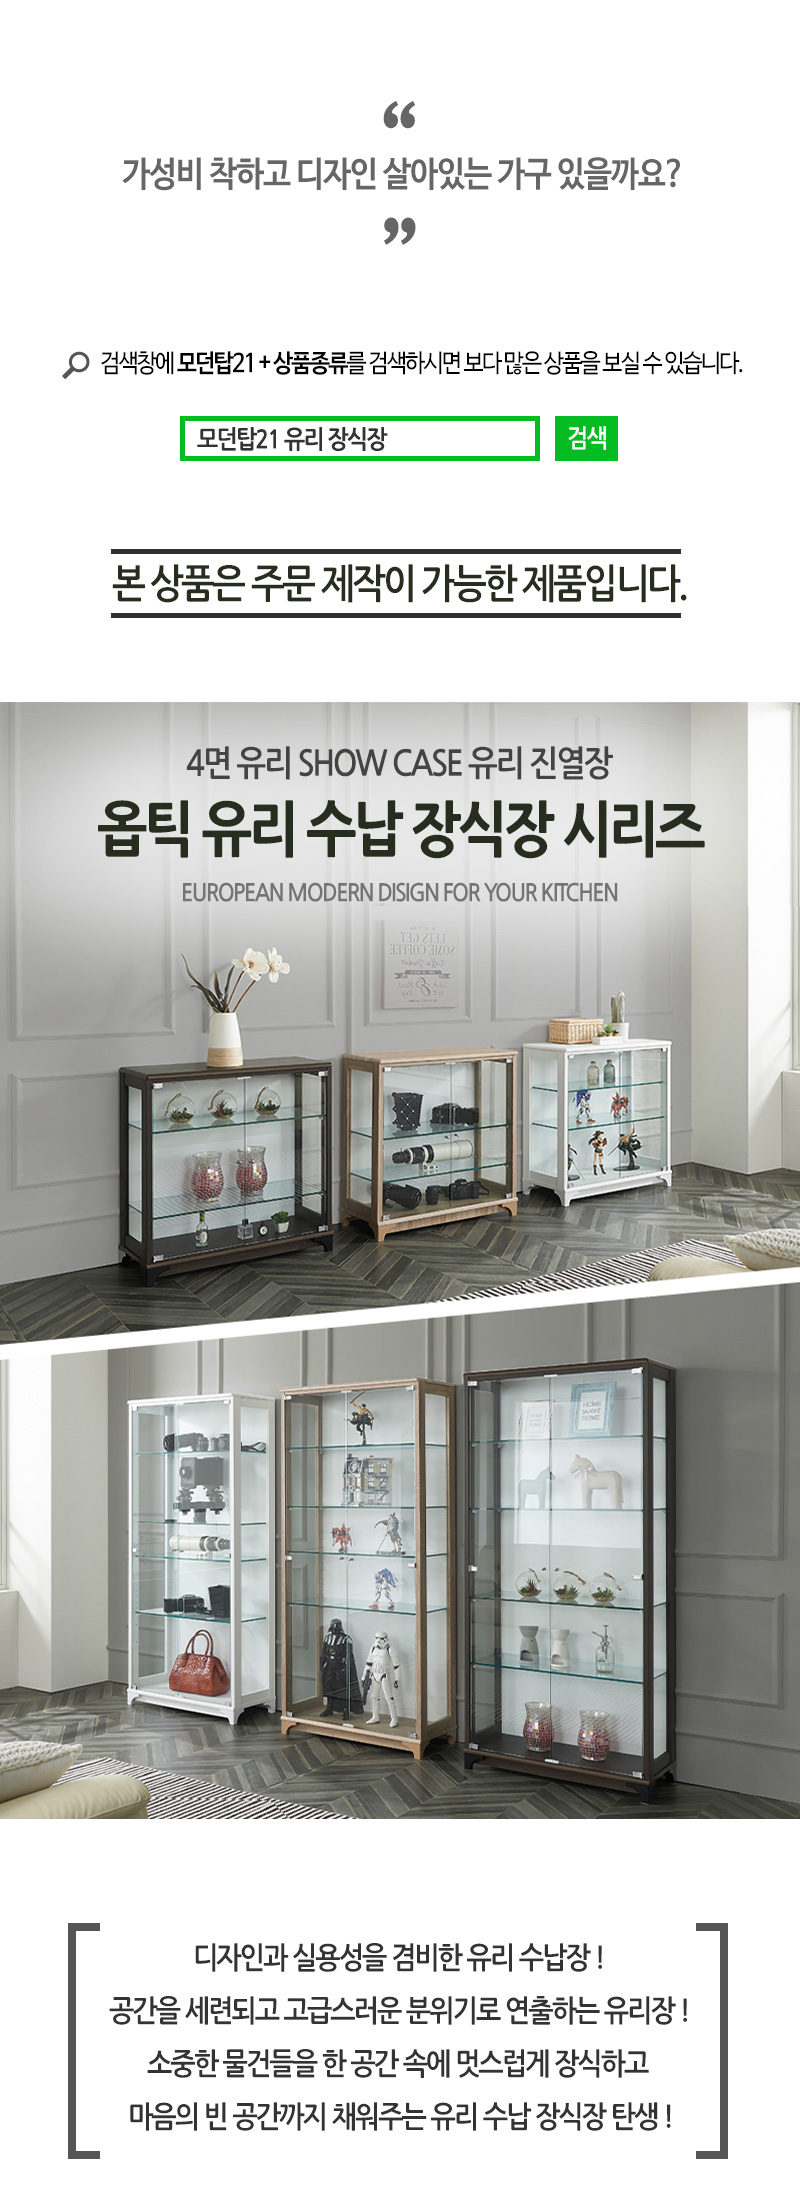 “
가성비 착하고 디자인 살아있는 가구 있을까요?
”
검색창에 모던탑21 + 상품종류를 검색하시면 보다 많은 상품을 보실 수 있습니다.
모던탑21 유리 장식장
검색
본 상품은 주문 제작이 가능한 제품입니다.
4면 유리 SHOW CASE 유리 진열장
옵틱 유리 수납 장식장 시리즈
EUROPEAN MODERN DISIGN FOR YOUR KITCHEN
LETS GET
SOME COFFEE
디자인과 실용성을 겸비한 유리 수납장 !
공간을 세련되고 고급스러운 분위기로 연출하는 유리장 !
소중한 물건들을 한 공간 속에 멋스럽게 장식하고
마음의 빈 공간까지 채워주는 유리 수납 장식장 탄생 !